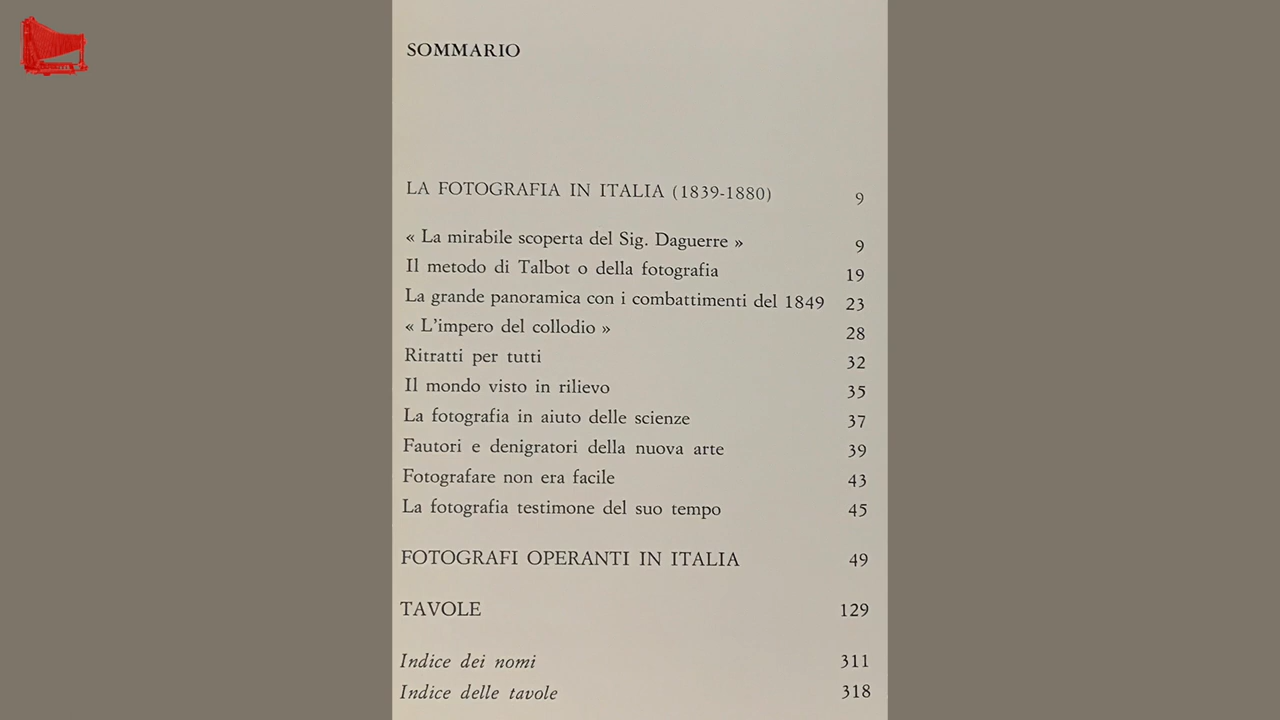 SOMMARIO
LA FOTOGRAFIA IN ITALIA (1839-1880) 9
« La mirabile scoperta del Sig. Daguerre » 9
Il metodo di Talbot o della fotografia 19
La grande panoramica con i combattimenti del 1849 23
« L'impero del collodio » 28
Ritratti per tutti 32
Il mondo visto in rilievo 35
La fotografia in aiuto delle scienze 37
Fautori e denigratori della nuova arte 39
Fotografare non era facile 43
La fotografia testimone del suo tempo 45
FOTOGRAFI OPERANTI IN ITALIA 49
TAVOLE 129
Indice dei nomi 311
Indice delle tavole 318